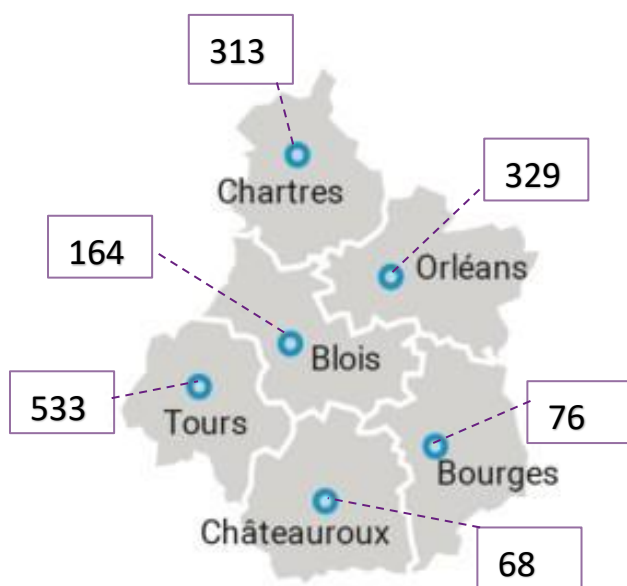 313
Chartres
329
164
Orléans
Blois
533
Tours
76
Bourges
Châteauroux
68